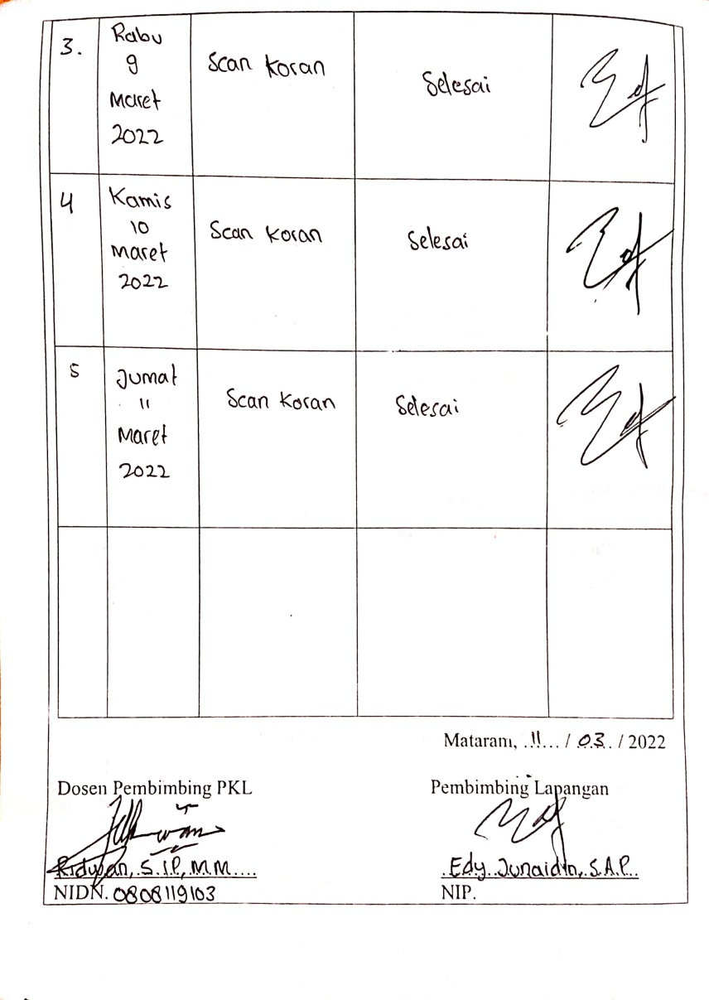 3.
Rabu
9
Maret
2022
Scan Koran
Selesai
4
Kamis
10
Maret
2022
Scan Koran
Selesai
5
Jumat
11
Maret
2022
Scan Koran
Selesai
Mataram, .11... / .03. / 2022
Dosen Pembimbing PKL
Pembimbing Lapangan
Ridwan, S.I.P, M.M....
Edy Junaidin, S.A.P..
NIDN. 0808119103
NIP.